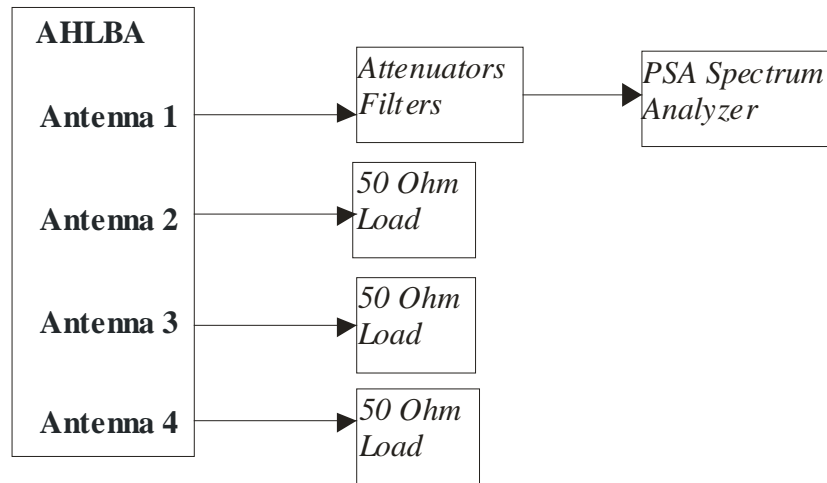 AHLBA
Antenna 1
Attenuators
Filters
PSA Spectrum
Analyzer
Antenna 2
50 Ohm
Load
Antenna 3
50 Ohm
Load
Antenna 4
50 Ohm
Load